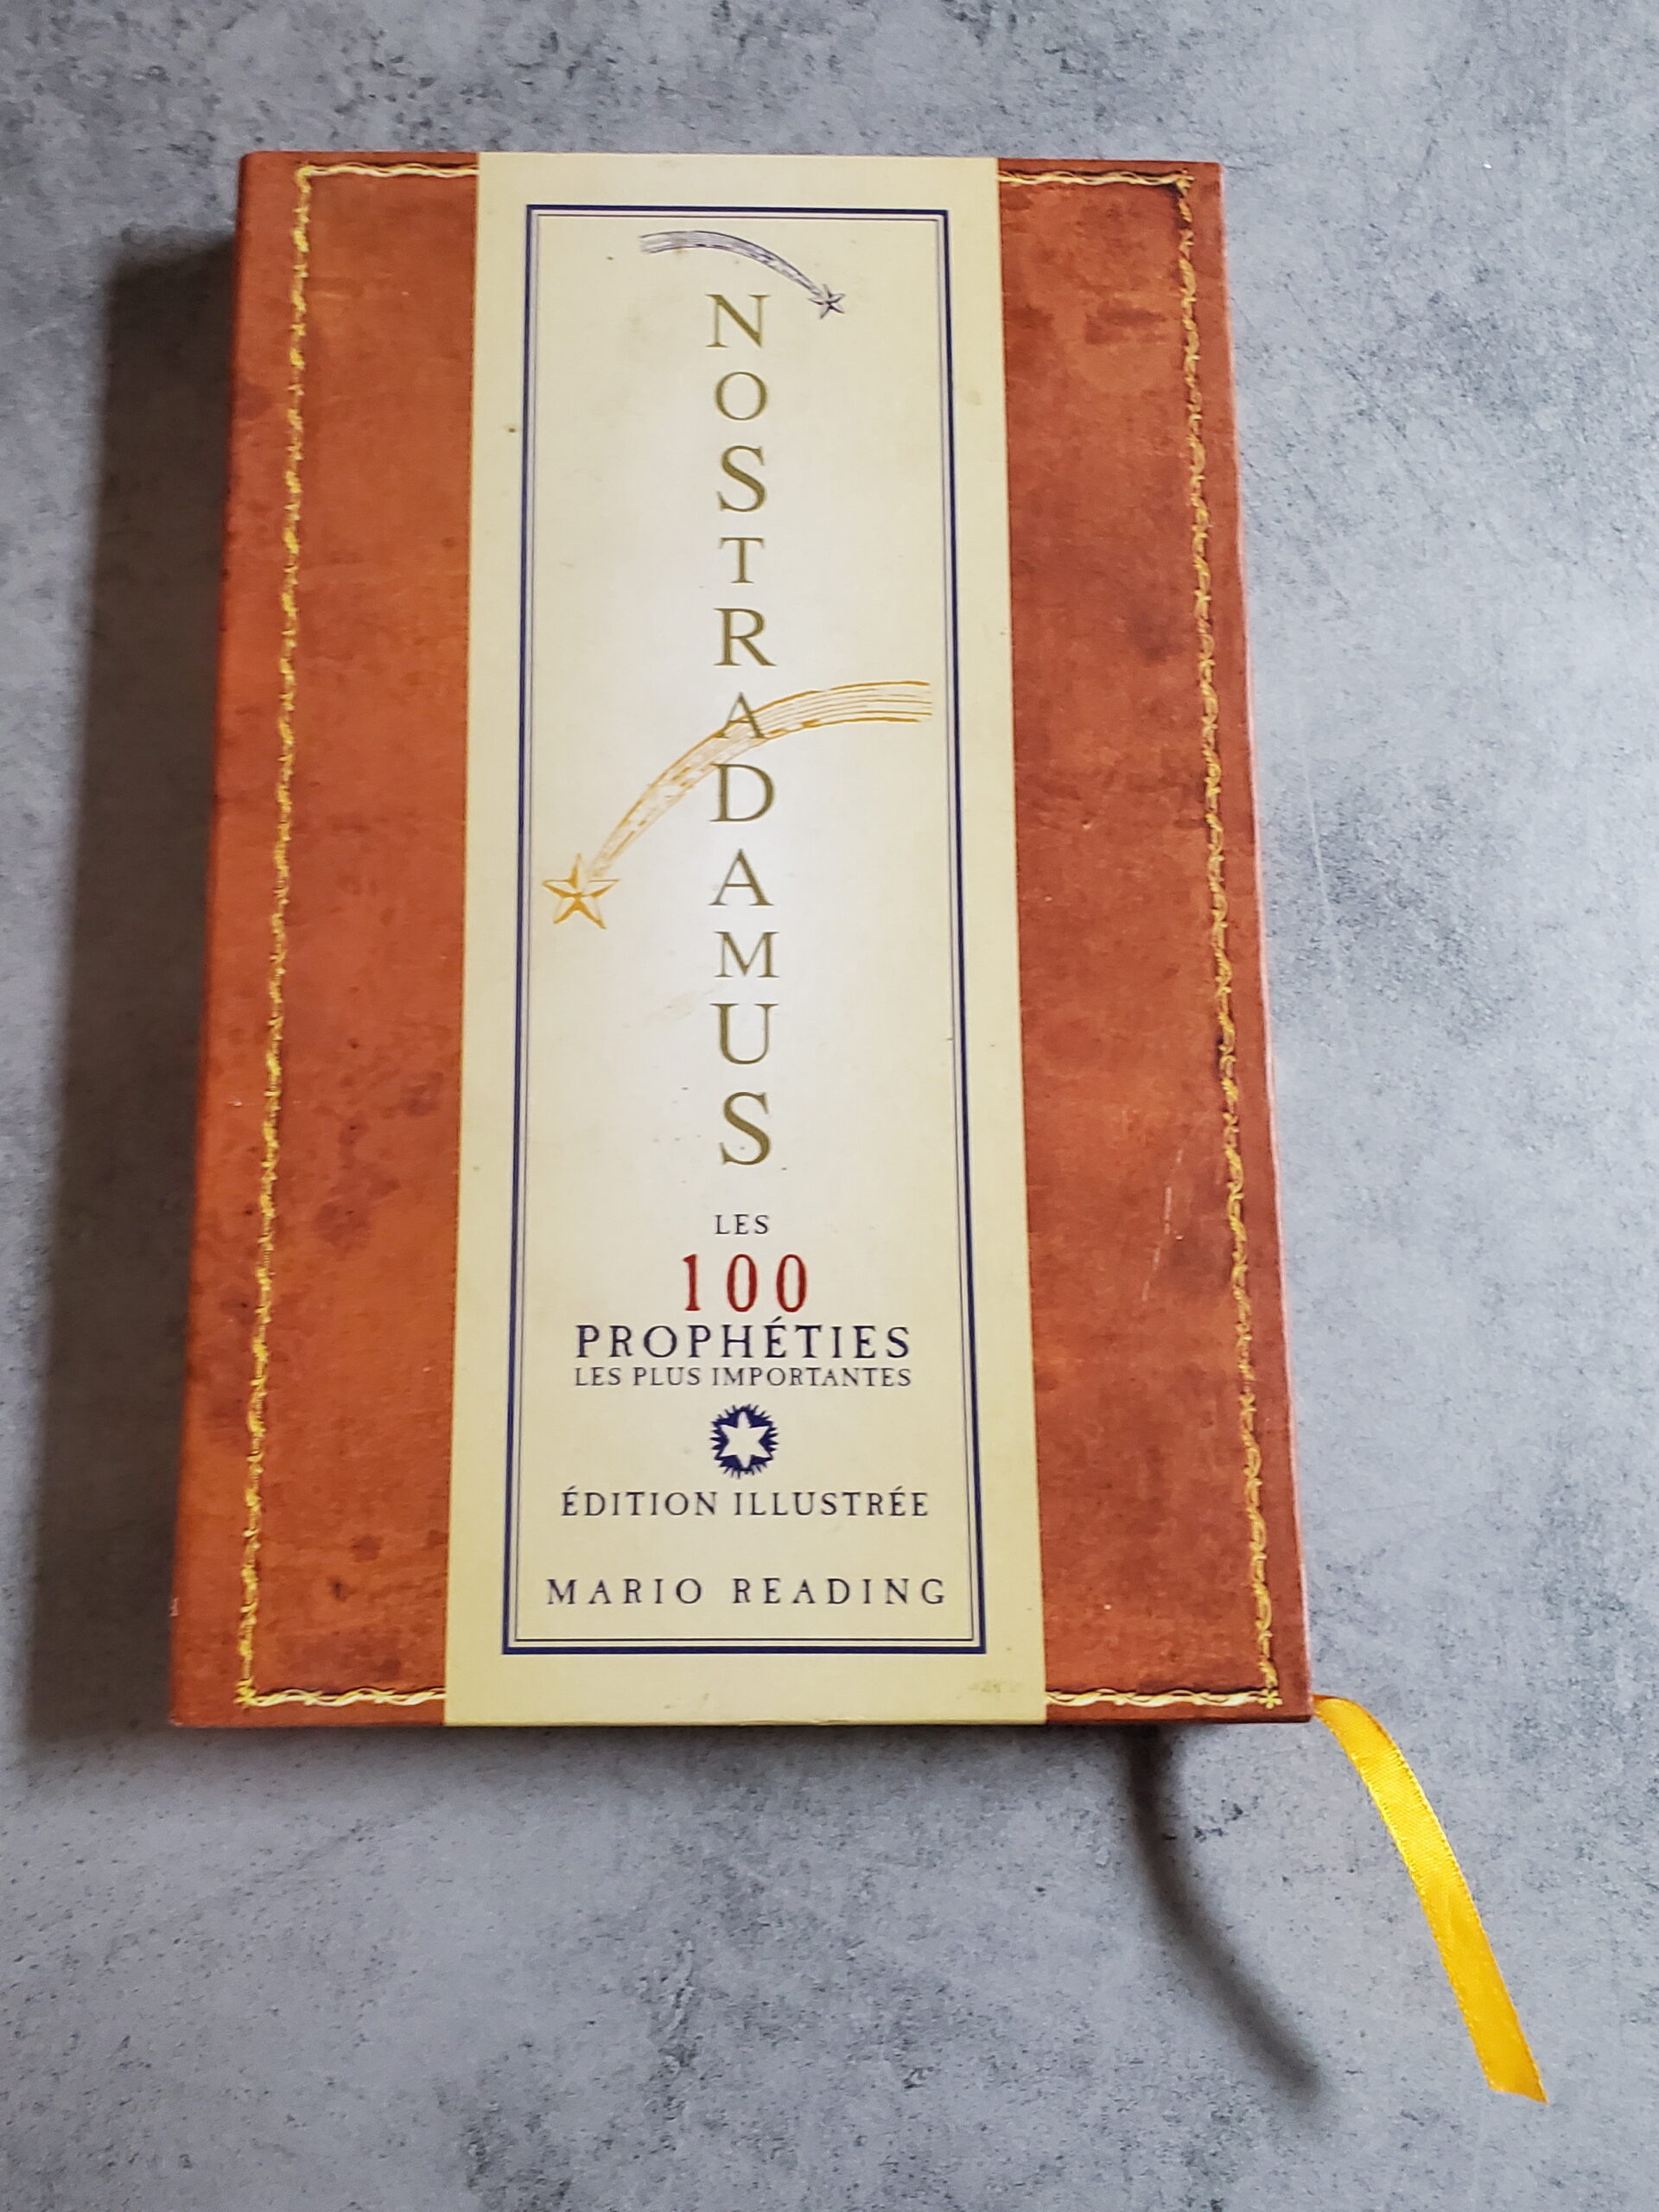 NOSTRADAMUS
LES
100
PROPHÉTIES
LES PLUS IMPORTANTES
ÉDITION ILLUSTRÉE
MARIO READING